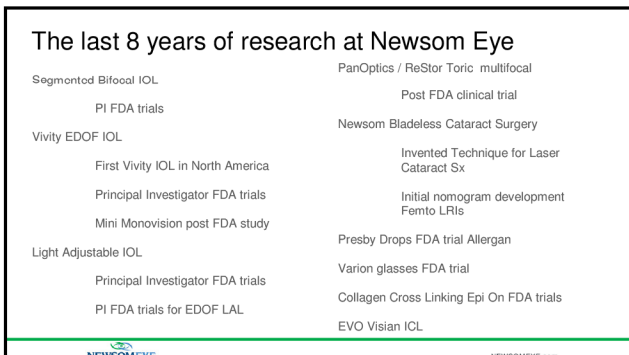 The last 8 years of research at Newsom Eye
Segmented Bifocal IOL
PI FDA trials
Vivity EDOF IOL
First Vivity IOL in North America
Principal Investigator FDA trials
Mini Monovision post FDA study
Light Adjustable IOL
Principal Investigator FDA trials
PI FDA trials for EDOF LAL
PanOptics / ReStor Toric multifocal
Post FDA clinical trial
Newsom Bladeless Cataract Surgery
Invented Technique for Laser
Cataract Sx
Initial nomogram development
Femto LRIs
Presby Drops FDA trial Allergan
Varion glasses FDA trial
Collagen Cross Linking Epi On FDA trials
EVO Visian ICL
NEWSOMEYE